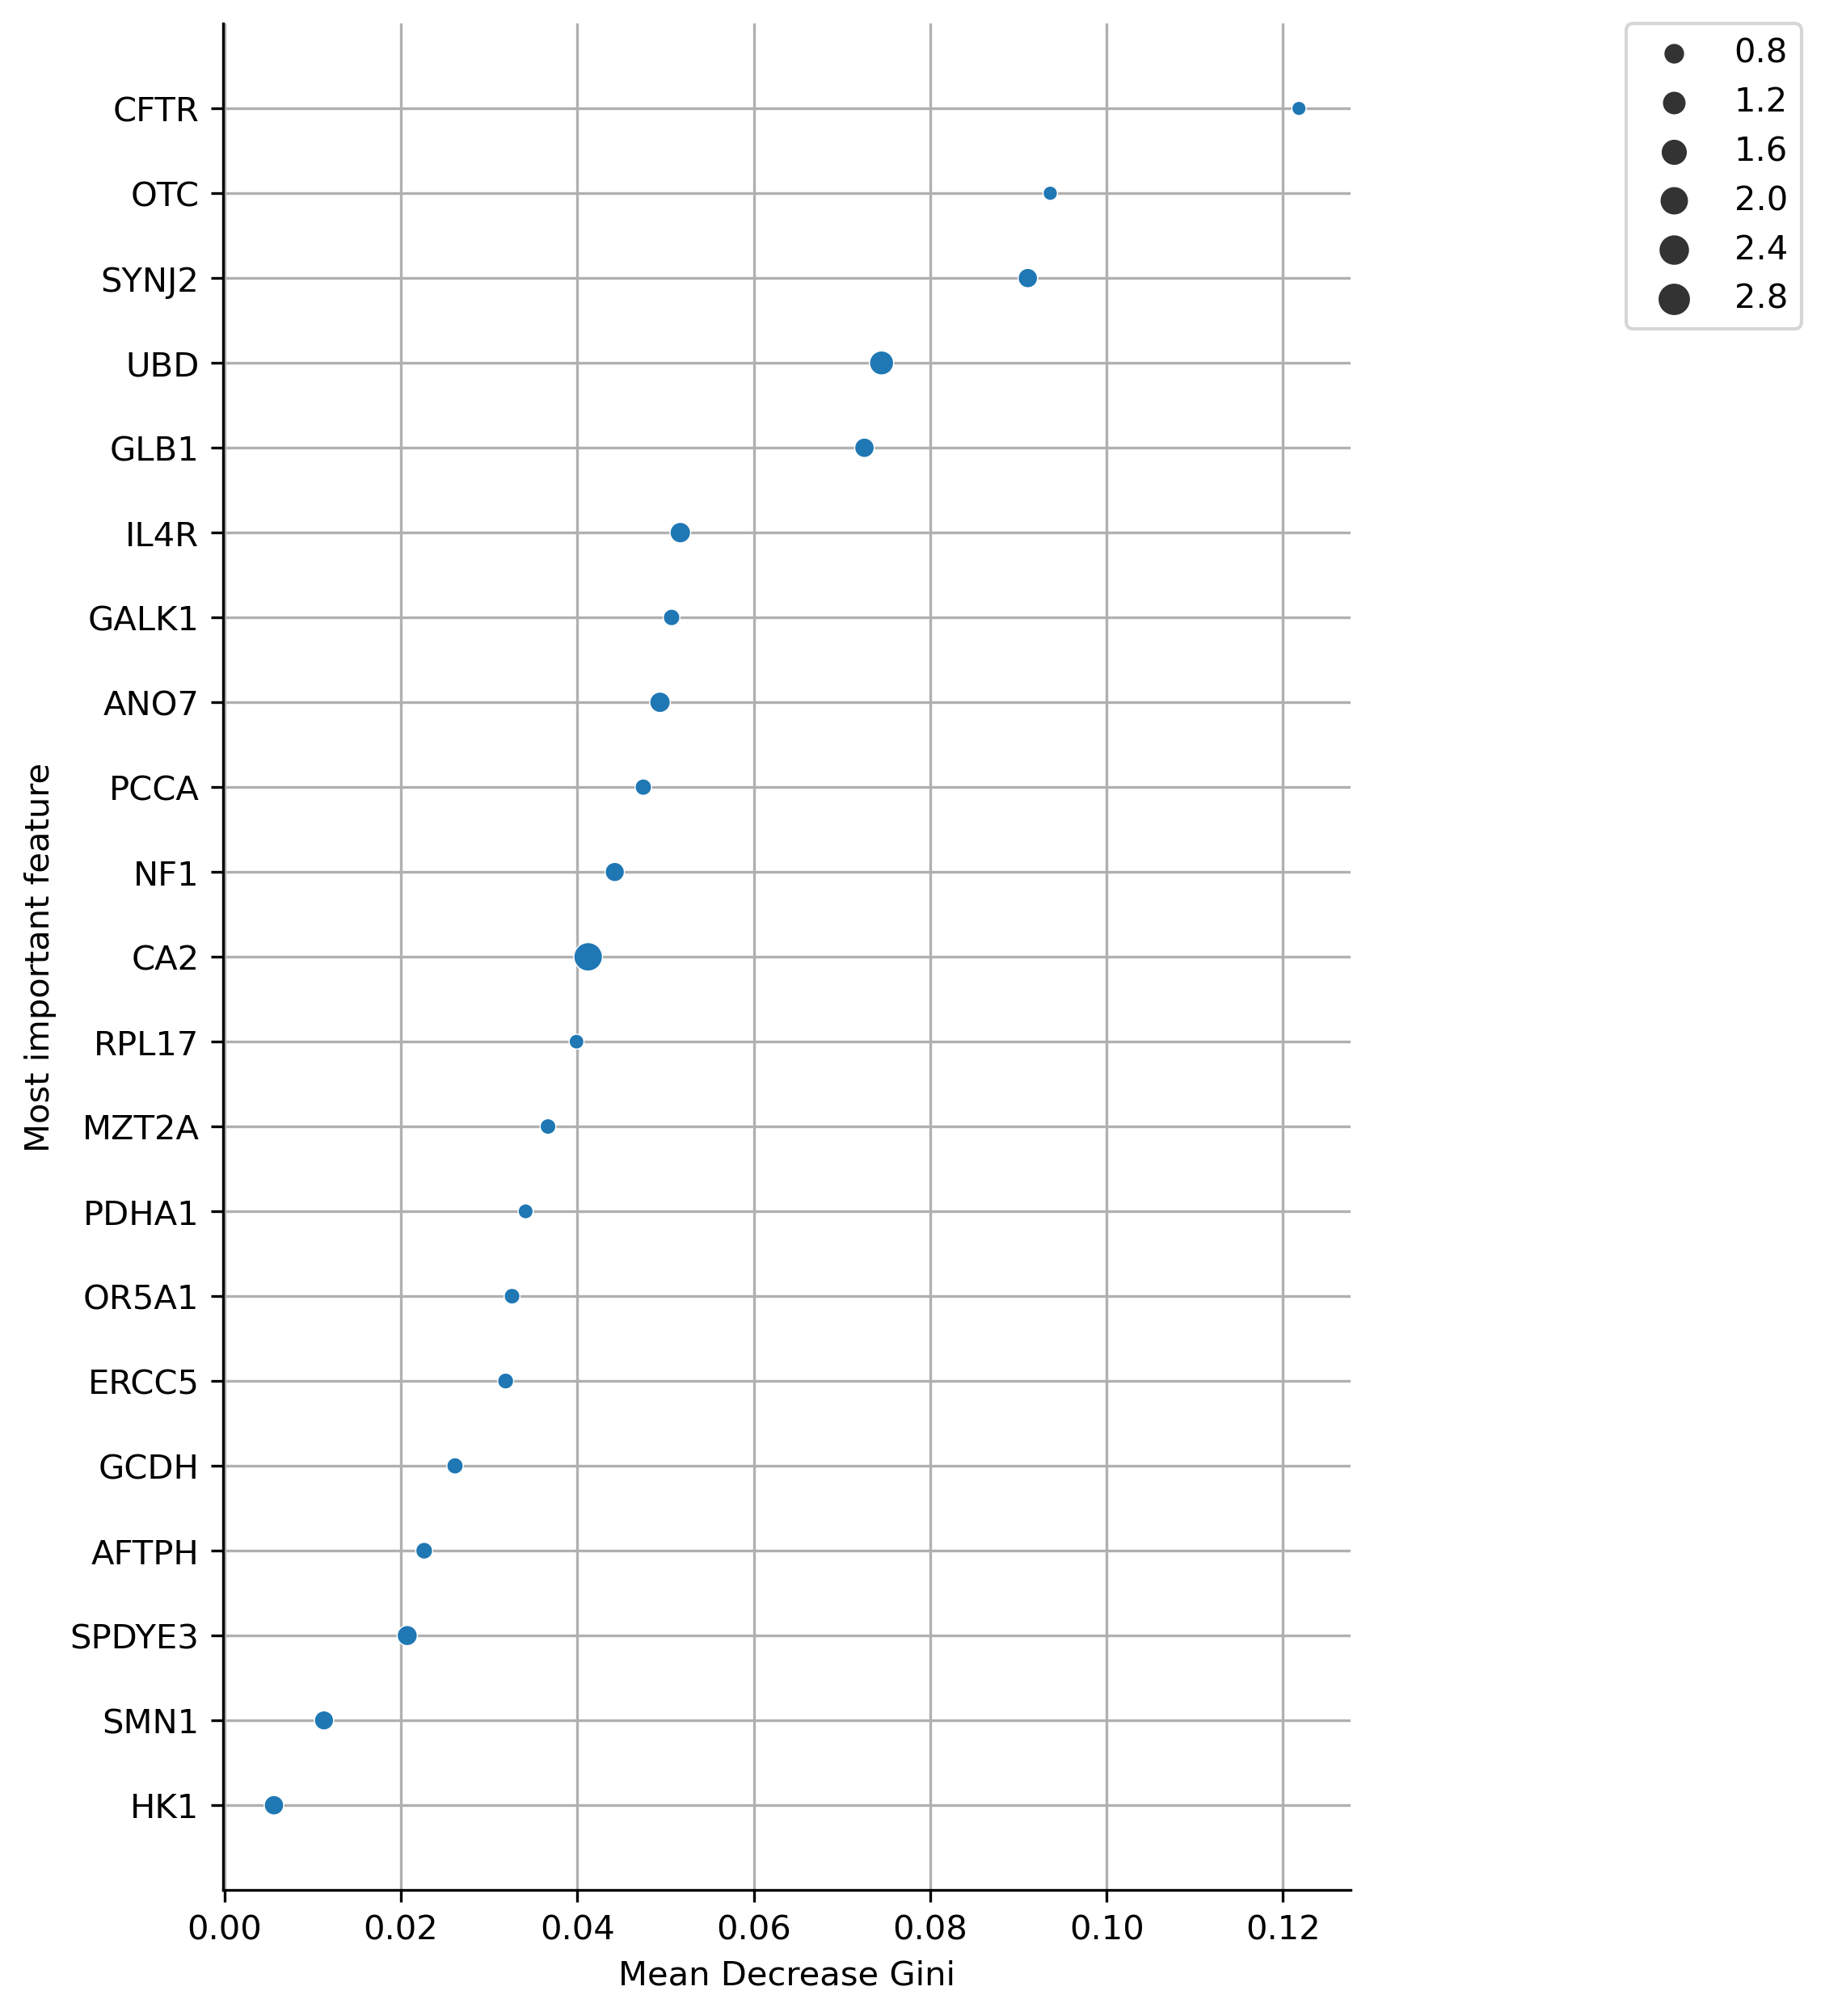 CFTR
OTC
SYNJ2
UBD
GLB1
IL4R
GALK1
ANO7
PCCA
NF1
CA2
RPL17
MZT2A
PDHA1
OR5A1
ERCC5
GCDH
AFTPH
SPDYE3
SMN1
HK1
Most important feature
0.00 0.02 0.04 0.06 0.08 0.10 0.12
Mean Decrease Gini
0.8
1.2
1.6
2.0
2.4
2.8